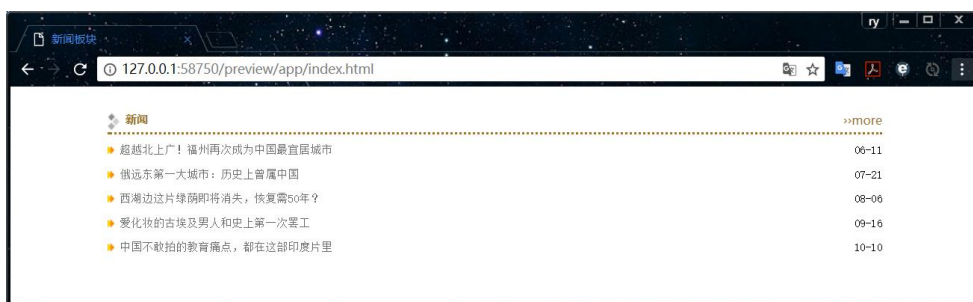 ry
新闻板块
127.0.0.1:58750/preview/app/index.html
新闻 ››more
超越北上广！福州再次成为中国最宜居城市 06-11
俄远东第一大城市：历史上曾属中国 07-21
西湖边这片绿荫即将消失，恢复需50年？ 08-06
爱化妆的古埃及男人和史上第一次罢工 09-16
中国不敢拍的教育痛点，都在这部印度片里 10-10